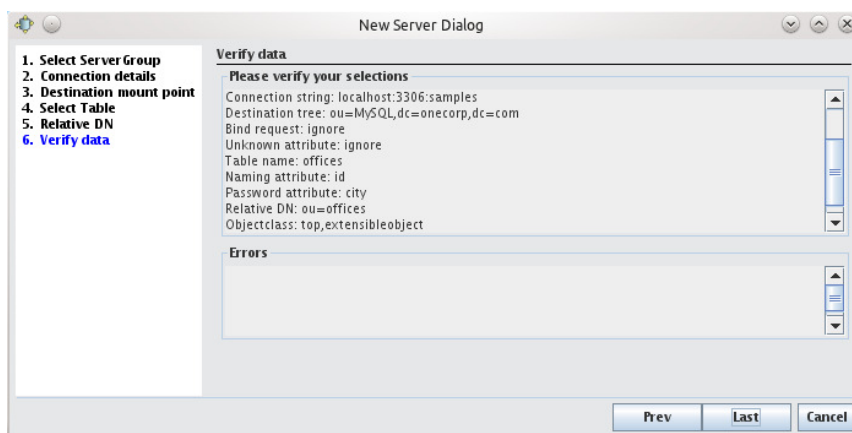 New Server Dialog
1. Select ServerGroup
2. Connection details
3. Destination mount point
4. Select Table
5. Relative DN
6. Verify data
Verify data
Please verify your selections
Connection string: localhost:3306:samples
Destination tree: ou=MySQL,dc=onecorp,dc=com
Bind request: ignore
Unknown attribute: ignore
Table name: offices
Naming attribute: id
Password attribute: city
Relative DN: ou=offices
Objectclass: top,extensibleobject
Errors
Prev
Last
Cancel